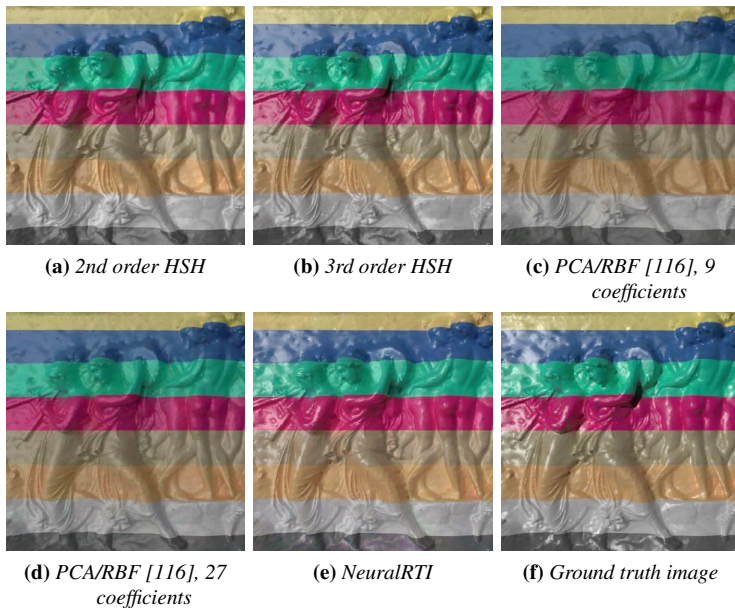 (a) 2nd order HSH
(b) 3rd order HSH
(c) PCA/RBF [116], 9
coefficients
(d) PCA/RBF [116], 27
coefficients
(e) NeuralRTI
(f) Ground truth image